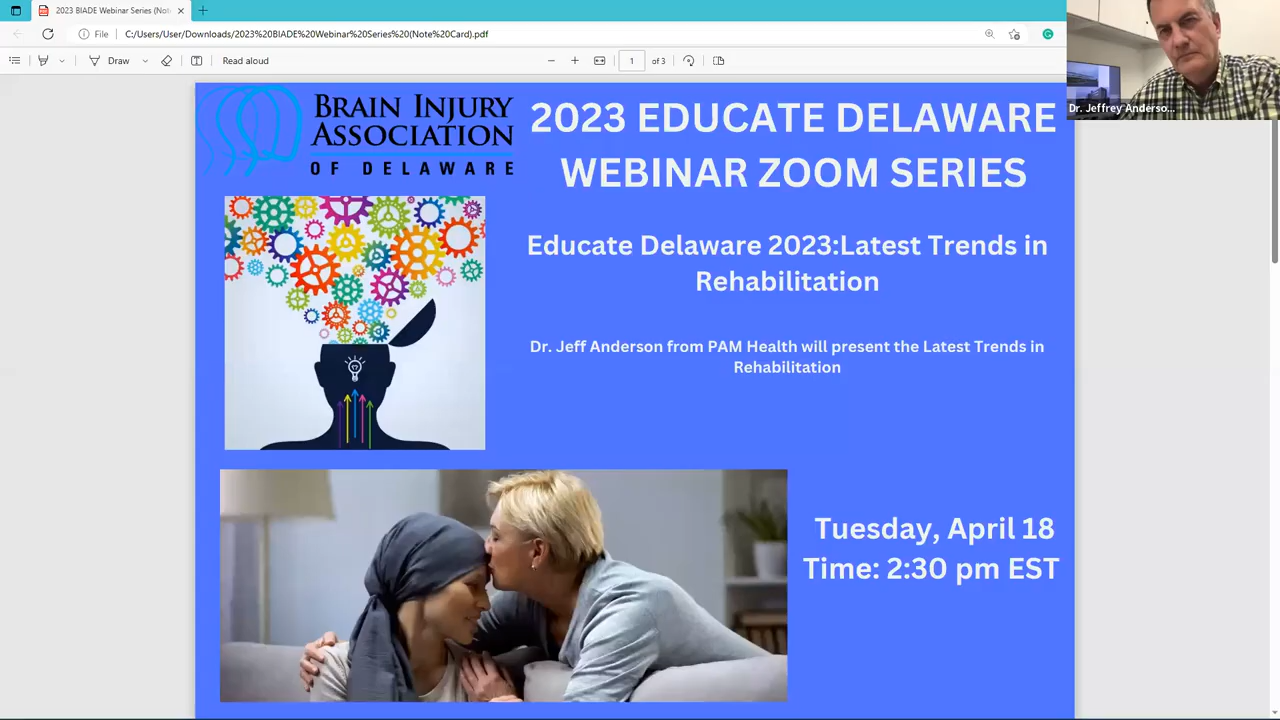 2023 BIADE Webinar Series (Not
File
C:/Users/User/Downloads/2023%20BIADE%20Webinar%20Series%20(Note%20Card).pdf
Draw
Read aloud
1
of 3
Dr. Jeffrey Anderso...
BRAIN INJURY
ASSOCIATION
OF DELAWARE
2023 EDUCATE DELAWARE
WEBINAR ZOOM SERIES
Educate Delaware 2023:Latest Trends in
Rehabilitation
Dr. Jeff Anderson from PAM Health will present the Latest Trends in
Rehabilitation
Tuesday, April 18
Time: 2:30 pm EST